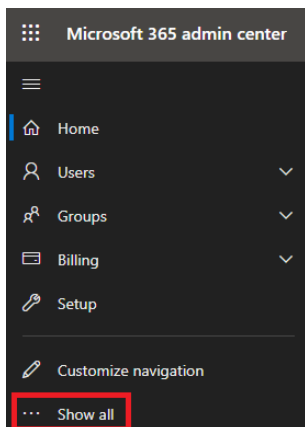 Microsoft 365 admin center
Home
Users
Groups
Billing
Setup
Customize navigation
Show all